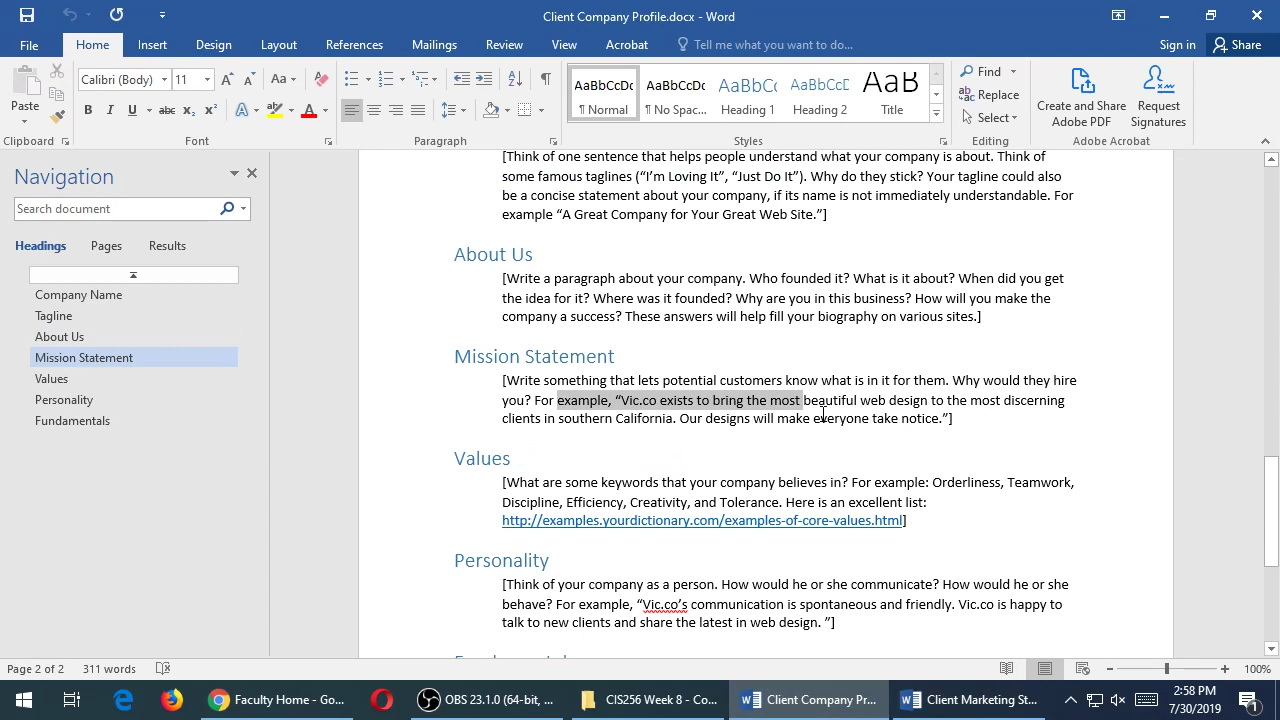 Client Company Profile.docx - Word
File Home Insert Design Layout References Mailings Review View Acrobat Tell me what you want to do... Sign in Share
Paste
Calibri (Body) 11 Aa
B I U abc x₂ x² A A
AaBbCcDc AaBbCcDc AaBbCc AaBbCcE AaB
¶ Normal ¶ No Spac... Heading 1 Heading 2 Title
Find
Replace
Select
Create and Share
Adobe PDF
Request
Signatures
Clipboard Font Paragraph Styles Editing Adobe Acrobat
Navigation
Search document
Headings Pages Results
Company Name
Tagline
About Us
Mission Statement
Values
Personality
Fundamentals
[Think of one sentence that helps people understand what your company is about. Think of
some famous taglines (“I’m Loving It”, “Just Do It”). Why do they stick? Your tagline could also
be a concise statement about your company, if its name is not immediately understandable. For
example “A Great Company for Your Great Web Site.”]
About Us
[Write a paragraph about your company. Who founded it? What is it about? When did you get
the idea for it? Where was it founded? Why are you in this business? How will you make the
company a success? These answers will help fill your biography on various sites.]
Mission Statement
[Write something that lets potential customers know what is in it for them. Why would they hire
you? For example, “Vic.co exists to bring the most beautiful web design to the most discerning
clients in southern California. Our designs will make everyone take notice.”]
Values
[What are some keywords that your company believes in? For example: Orderliness, Teamwork,
Discipline, Efficiency, Creativity, and Tolerance. Here is an excellent list:
http://examples.yourdictionary.com/examples-of-core-values.html]
Personality
[Think of your company as a person. How would he or she communicate? How would he or she
behave? For example, “Vic.co’s communication is spontaneous and friendly. Vic.co is happy to
talk to new clients and share the latest in web design. ”]
Page 2 of 2 311 words 100%
Faculty Home - Go... OBS 23.1.0 (64-bit, ... CIS256 Week 8 - Co... Client Company Pr... Client Marketing St...
2:58 PM
7/30/2019
1